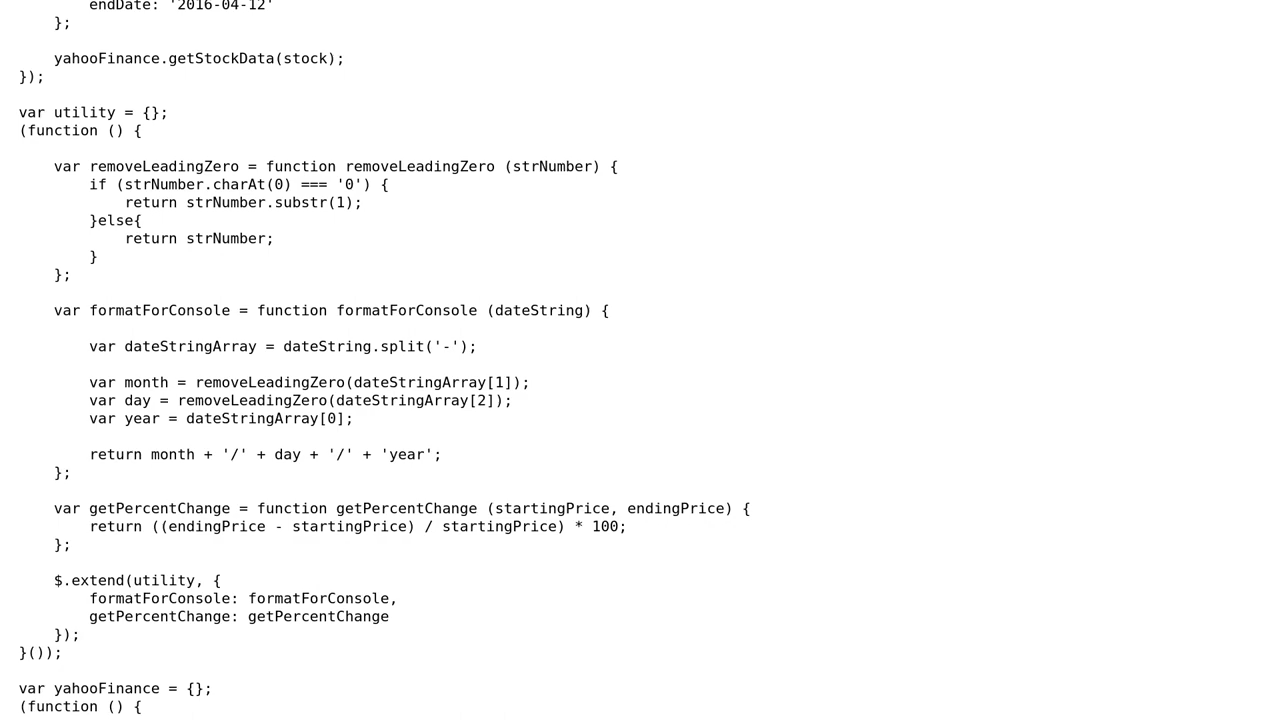 endDate: '2016-04-12'
    };

    yahooFinance.getStockData(stock);
});

var utility = {};
(function () {

    var removeLeadingZero = function removeLeadingZero (strNumber) {
        if (strNumber.charAt(0) === '0') {
            return strNumber.substr(1);
        }else{
            return strNumber;
        }
    };

    var formatForConsole = function formatForConsole (dateString) {

        var dateStringArray = dateString.split('-');

        var month = removeLeadingZero(dateStringArray[1]);
        var day = removeLeadingZero(dateStringArray[2]);
        var year = dateStringArray[0];

        return month + '/' + day + '/' + 'year';
    };

    var getPercentChange = function getPercentChange (startingPrice, endingPrice) {
        return ((endingPrice - startingPrice) / startingPrice) * 100;
    };

    $.extend(utility, {
        formatForConsole: formatForConsole,
        getPercentChange: getPercentChange
    });
}());

var yahooFinance = {};
(function () {